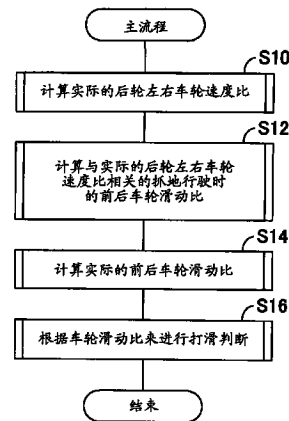 主流程
S10
计算实际的后轮左右车轮速度比
S12
计算与实际的后轮左右车轮
速度比相关的抓地行驶时
的前后车轮滑动比
S14
计算实际的前后车轮滑动比
S16
根据车轮滑动比来进行打滑判断
结束